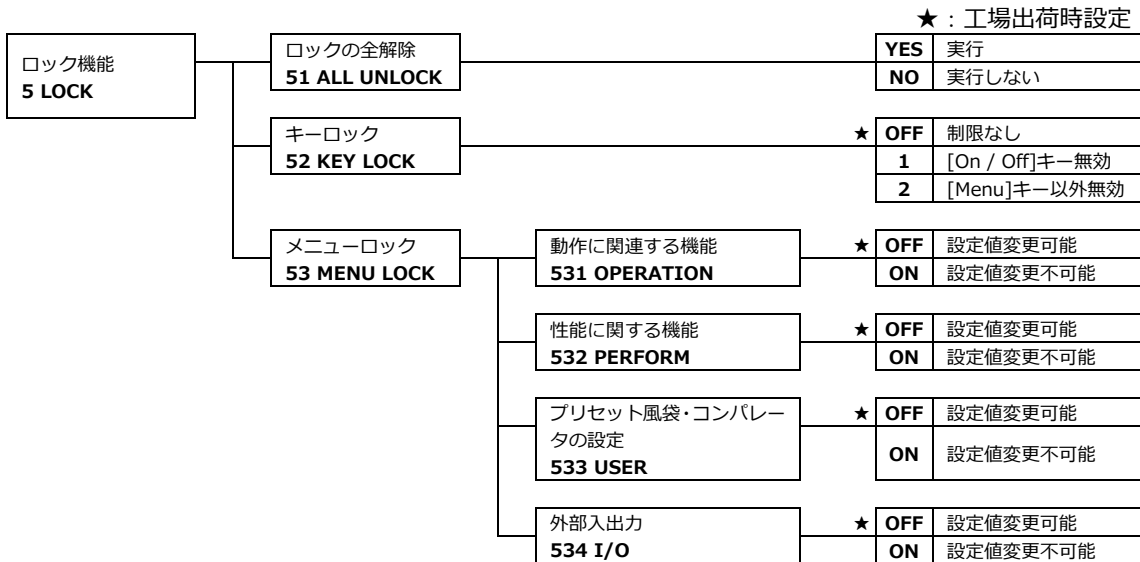 ★：工場出荷時設定
ロック機能
5 LOCK
ロックの全解除
51 ALL UNLOCK
YES 実行
NO 実行しない
キーロック
52 KEY LOCK
★ OFF 制限なし
1 [On / Off]キー無効
2 [Menu]キー以外無効
メニューロック
53 MENU LOCK
動作に関連する機能
531 OPERATION
★ OFF 設定値変更可能
ON 設定値変更不可能
性能に関する機能
532 PERFORM
★ OFF 設定値変更可能
ON 設定値変更不可能
プリセット風袋・コンパレー
タの設定
533 USER
★ OFF 設定値変更可能
ON 設定値変更不可能
外部入出力
534 I/O
★ OFF 設定値変更可能
ON 設定値変更不可能